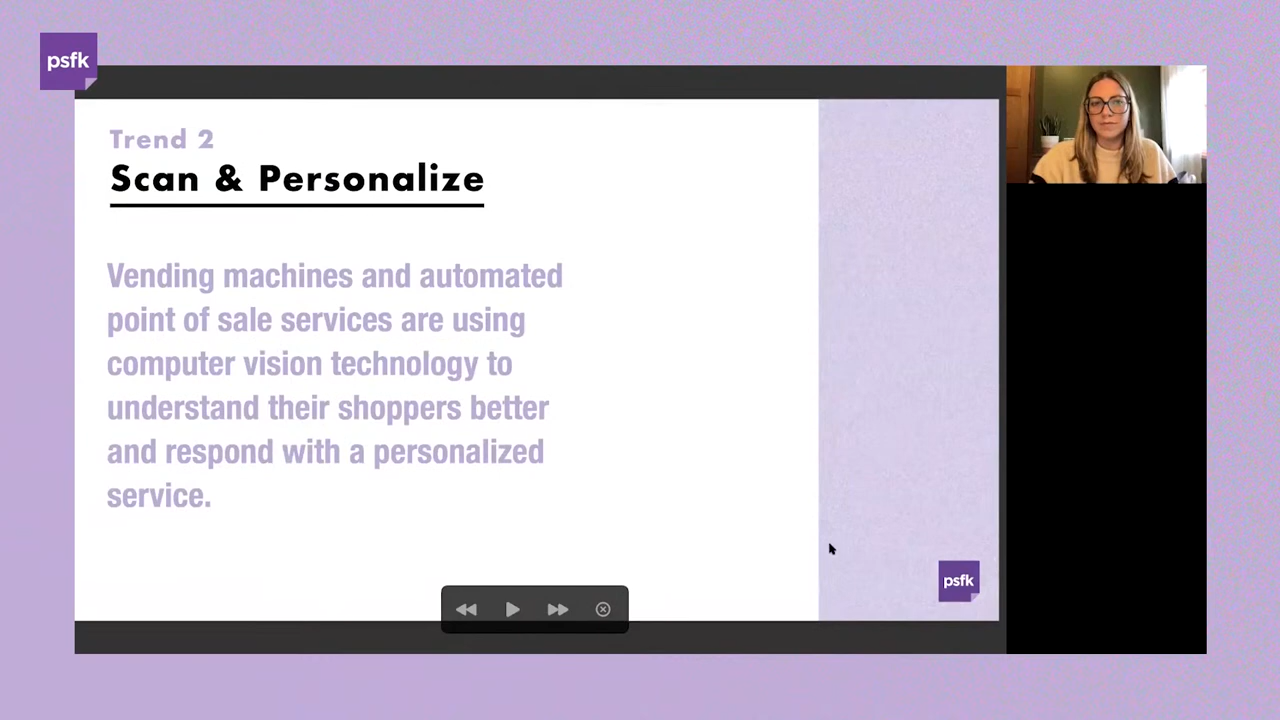 psfk
Trend 2
Scan & Personalize
Vending machines and automated
point of sale services are using
computer vision technology to
understand their shoppers better
and respond with a personalized
service.
psfk